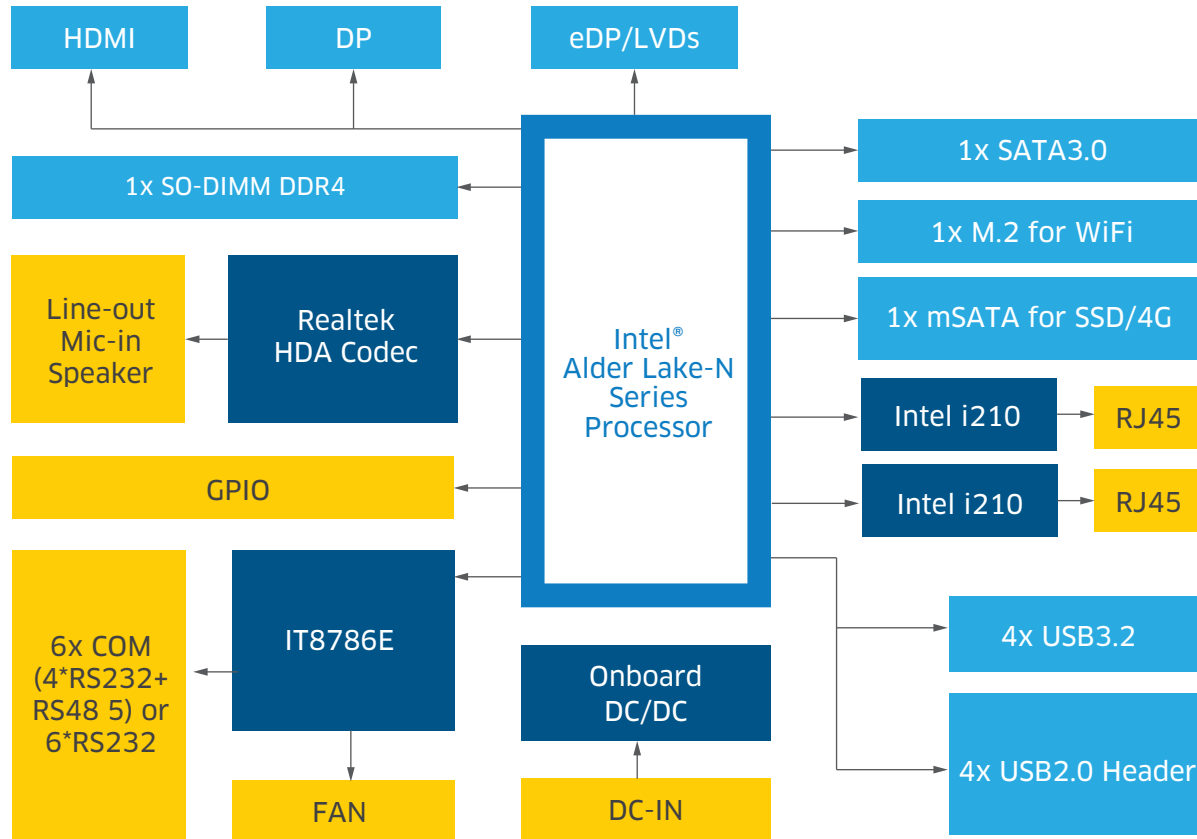 HDMI
DP
eDP/LVDs
1x SO-DIMM DDR4
Line-out
Mic-in
Speaker
Realtek
HDA Codec
GPIO
6x COM
(4*RS232+
RS48 5) or
6*RS232
IT8786E
FAN
Intel®
Alder Lake-N
Series
Processor
Onboard
DC/DC
DC-IN
1x SATA3.0
1x M.2 for WiFi
1x mSATA for SSD/4G
Intel i210
RJ45
Intel i210
RJ45
4x USB3.2
4x USB2.0 Header